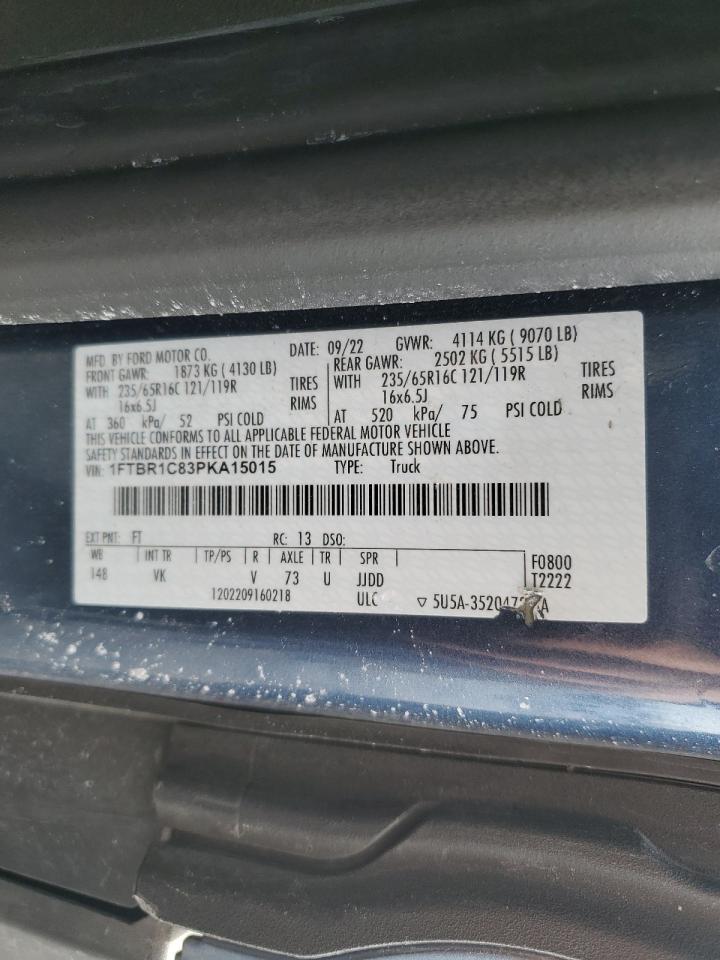 MFD. BY FORD MOTOR CO. DATE: 09/22 GVWR: 4114 KG ( 9070 LB)
FRONT GAWR: 1873 KG ( 4130 LB) REAR GAWR: 2502 KG ( 5515 LB)
WITH 235/65R16C 121/119R TIRES WITH 235/65R16C 121/119R TIRES
16x6.5J RIMS 16x6.5J RIMS
AT 360 kPa/ 52 PSI COLD AT 520 kPa/ 75 PSI COLD
THIS VEHICLE CONFORMS TO ALL APPLICABLE FEDERAL MOTOR VEHICLE
SAFETY STANDARDS IN EFFECT ON THE DATE OF MANUFACTURE SHOWN ABOVE.
VIN: 1FTBR1C83PKA15015 TYPE: Truck
EXT PNT: FT RC: 13 DSO:
WB INT TR TP/PS R AXLE TR SPR F0800
148 VK V 73 U JJDD T2222
1202209160218 ULC ▽